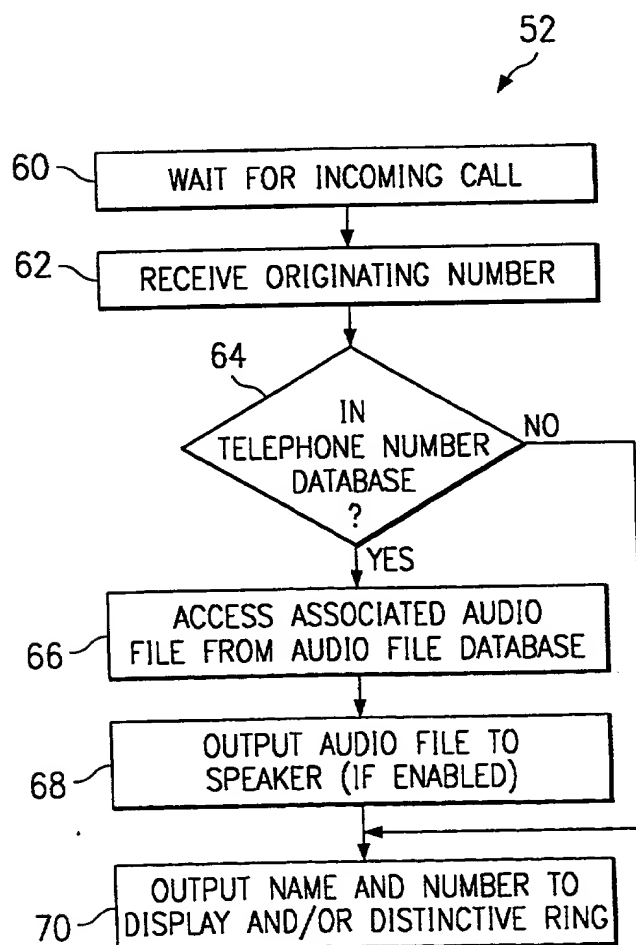 52
60
WAIT FOR INCOMING CALL
62
RECEIVE ORIGINATING NUMBER
64
IN
TELEPHONE NUMBER
DATABASE
?
NO
YES
66
ACCESS ASSOCIATED AUDIO
FILE FROM AUDIO FILE DATABASE
68
OUTPUT AUDIO FILE TO
SPEAKER (IF ENABLED)
70
OUTPUT NAME AND NUMBER TO
DISPLAY AND/OR DISTINCTIVE RING